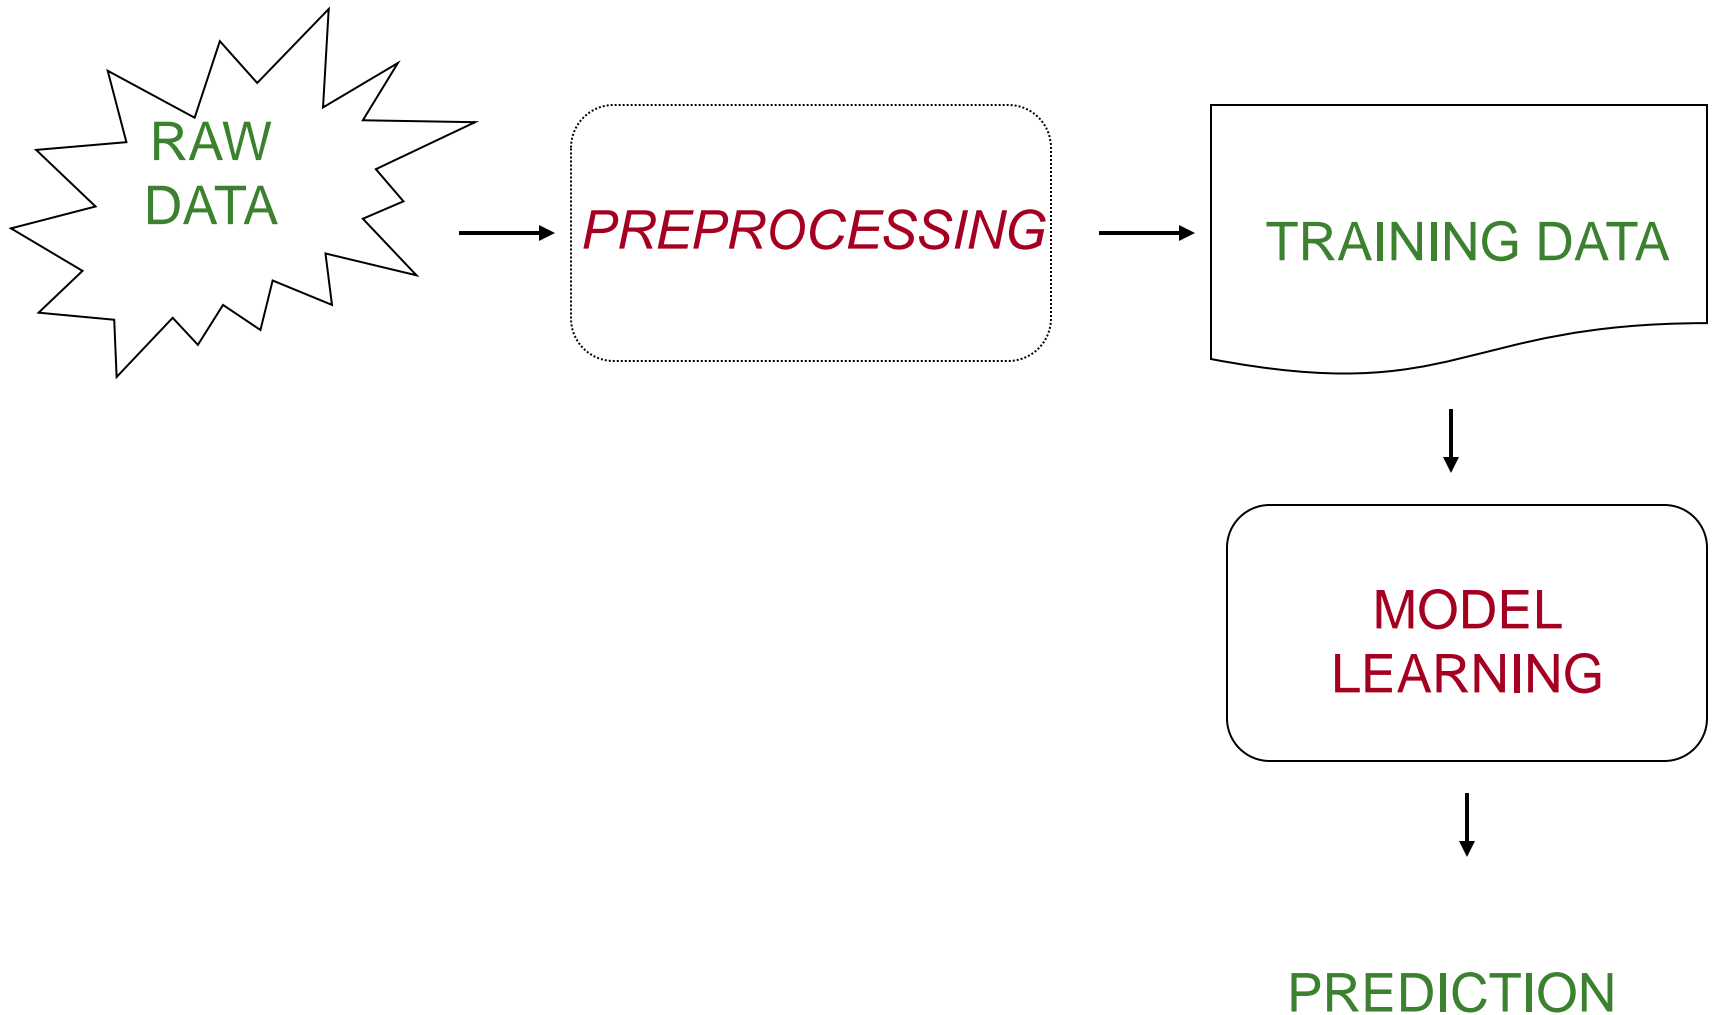 RAW
DATA
PREPROCESSING
TRAINING DATA
MODEL
LEARNING
PREDICTION